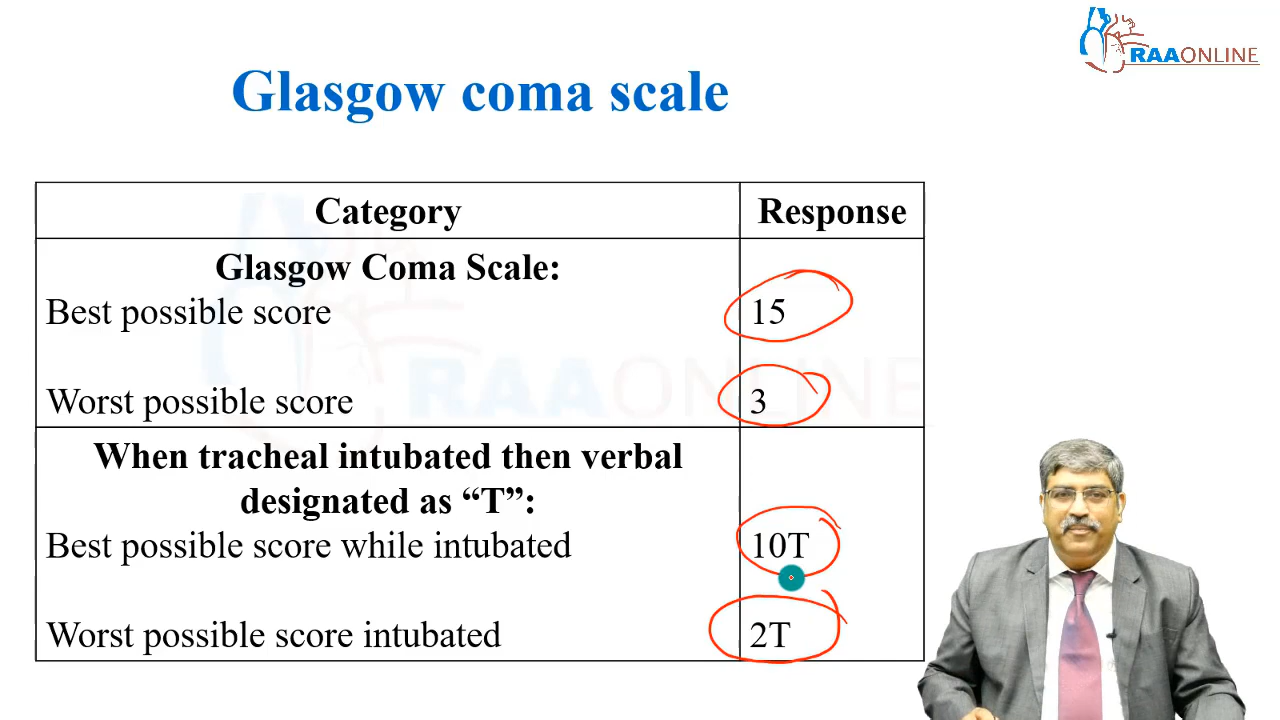 RAAONLINE
Glasgow coma scale
Category Response
Glasgow Coma Scale:
Best possible score 15
Worst possible score 3
RAAONLINE
When tracheal intubated then verbal
designated as “T”:
Best possible score while intubated 10T
Worst possible score intubated 2T